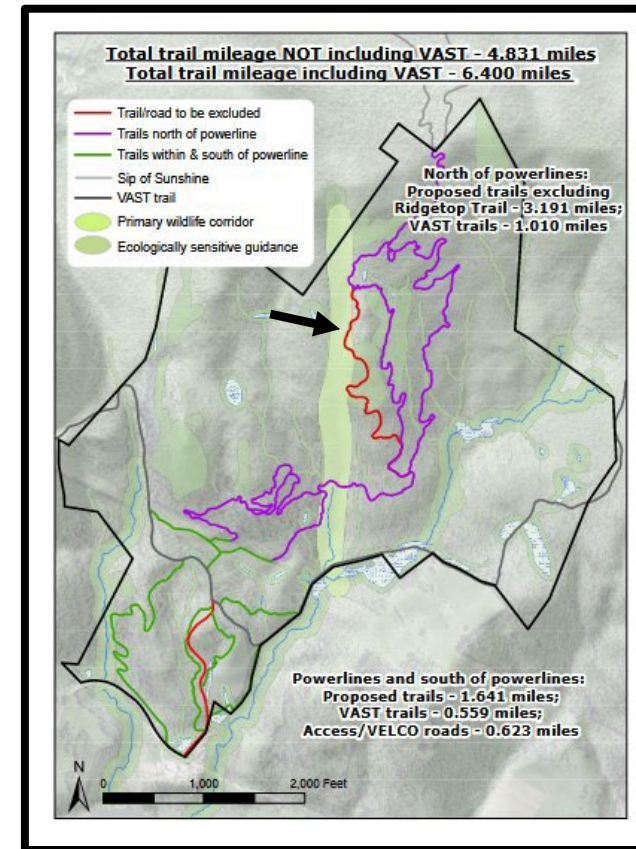 Total trail mileage NOT including VAST - 4.831 miles
Total trail mileage including VAST - 6.400 miles
Trail/road to be excluded
Trails north of powerline
Trails within & south of powerline
Sip of Sunshine
VAST trail
Primary wildlife corridor
Ecologically sensitive guidance
North of powerlines:
Proposed trails excluding
Ridgetop Trail - 3.191 miles;
VAST trails - 1.010 miles
Powerlines and south of powerlines:
Proposed trails - 1.641 miles;
VAST trails - 0.559 miles;
Access/VELCO roads - 0.623 miles
N
0 1,000 2,000 Feet